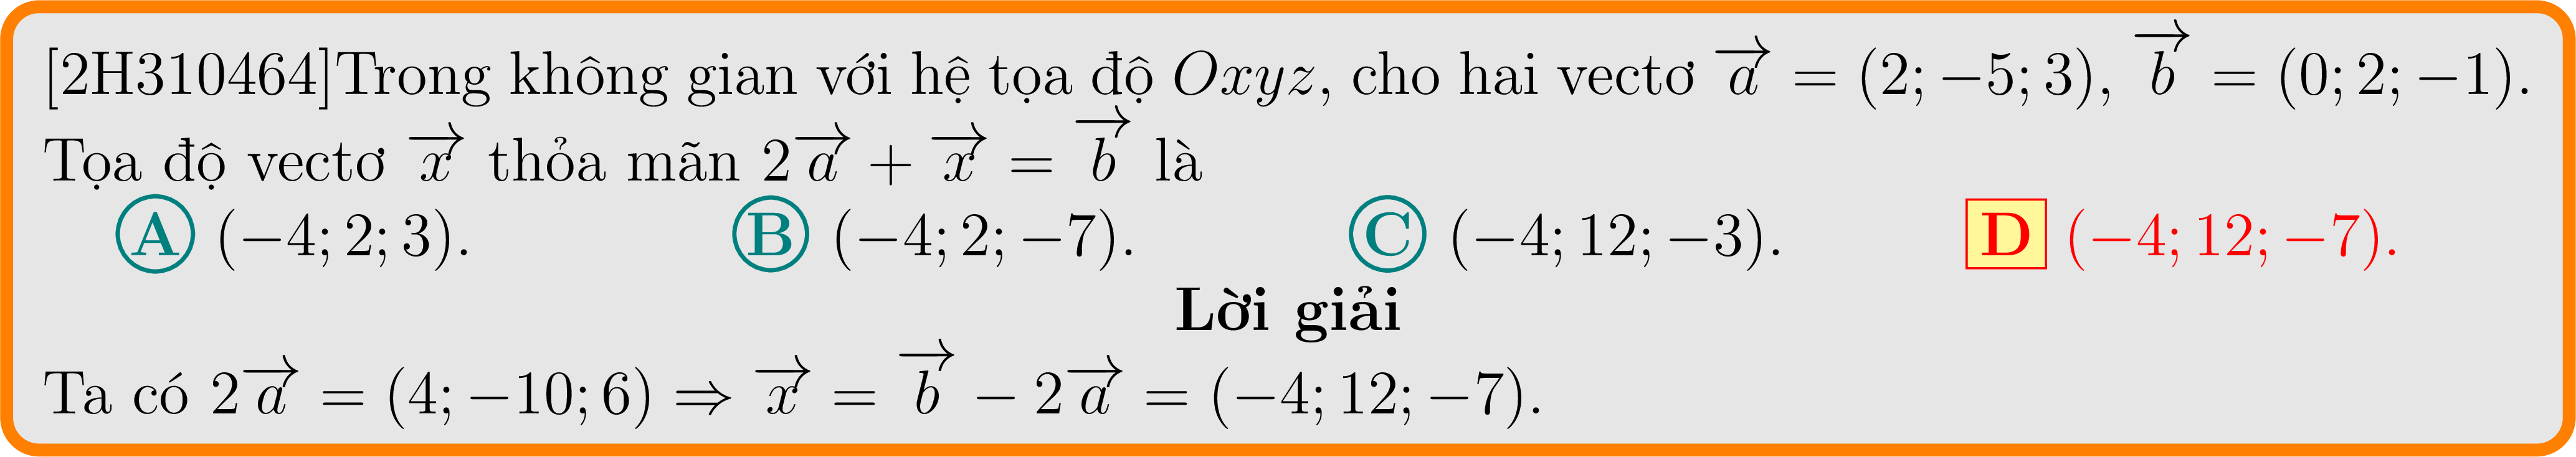 [2H310464]Trong không gian với hệ tọa độ Oxyz, cho hai vectơ $\overrightarrow{a} = (2; -5; 3)$, $\overrightarrow{b} = (0; 2; -1)$.
Tọa độ vectơ $\overrightarrow{x}$ thỏa mãn $2\overrightarrow{a} + \overrightarrow{x} = \overrightarrow{b}$ là
A (−4; 2; 3). B (−4; 2; −7). C (−4; 12; −3). D (−4; 12; −7).
Lời giải
Ta có $2\overrightarrow{a} = (4; -10; 6) \Rightarrow \overrightarrow{x} = \overrightarrow{b} - 2\overrightarrow{a} = (-4; 12; -7)$.